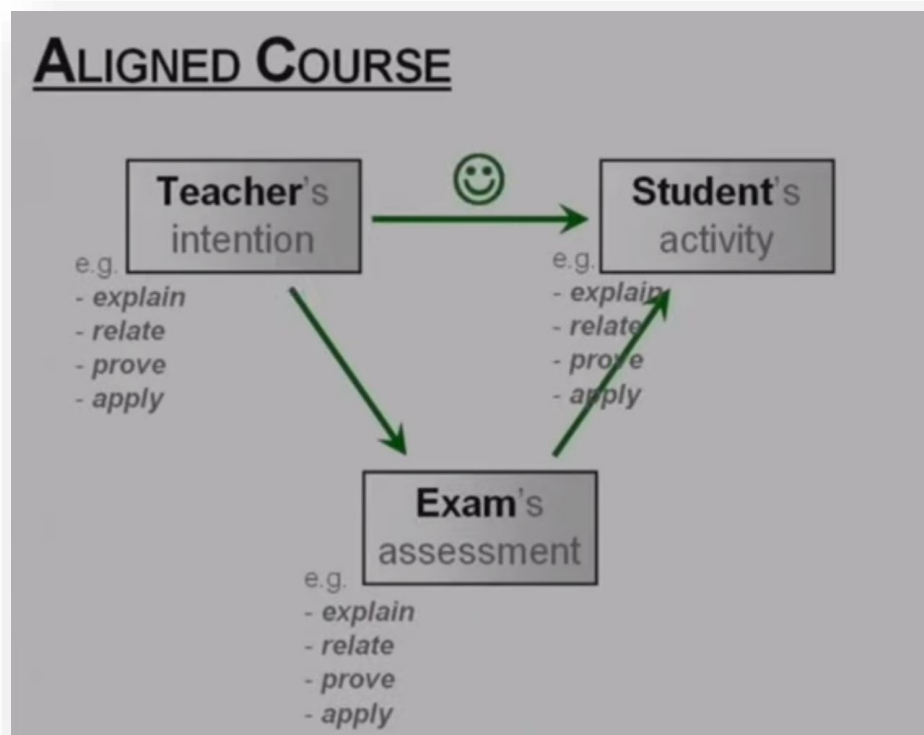 ALIGNED COURSE
Teacher's
intention
e.g.
- explain
- relate
- prove
- apply
Student's
activity
e.g.
- explain
- relate
- prove
- apply
Exam's
assessment
e.g.
- explain
- relate
- prove
- apply